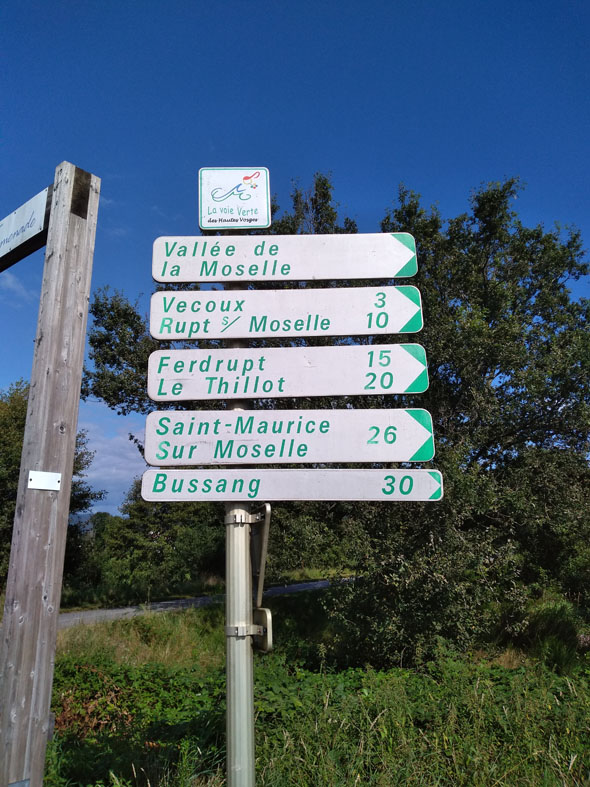 La voie Verte
des Hautes Vosges
Vallée de
la Moselle
Vecoux 3
Rupt s/ Moselle 10
Ferdrupt 15
Le Thillot 20
Saint-Maurice
Sur Moselle 26
Bussang 30